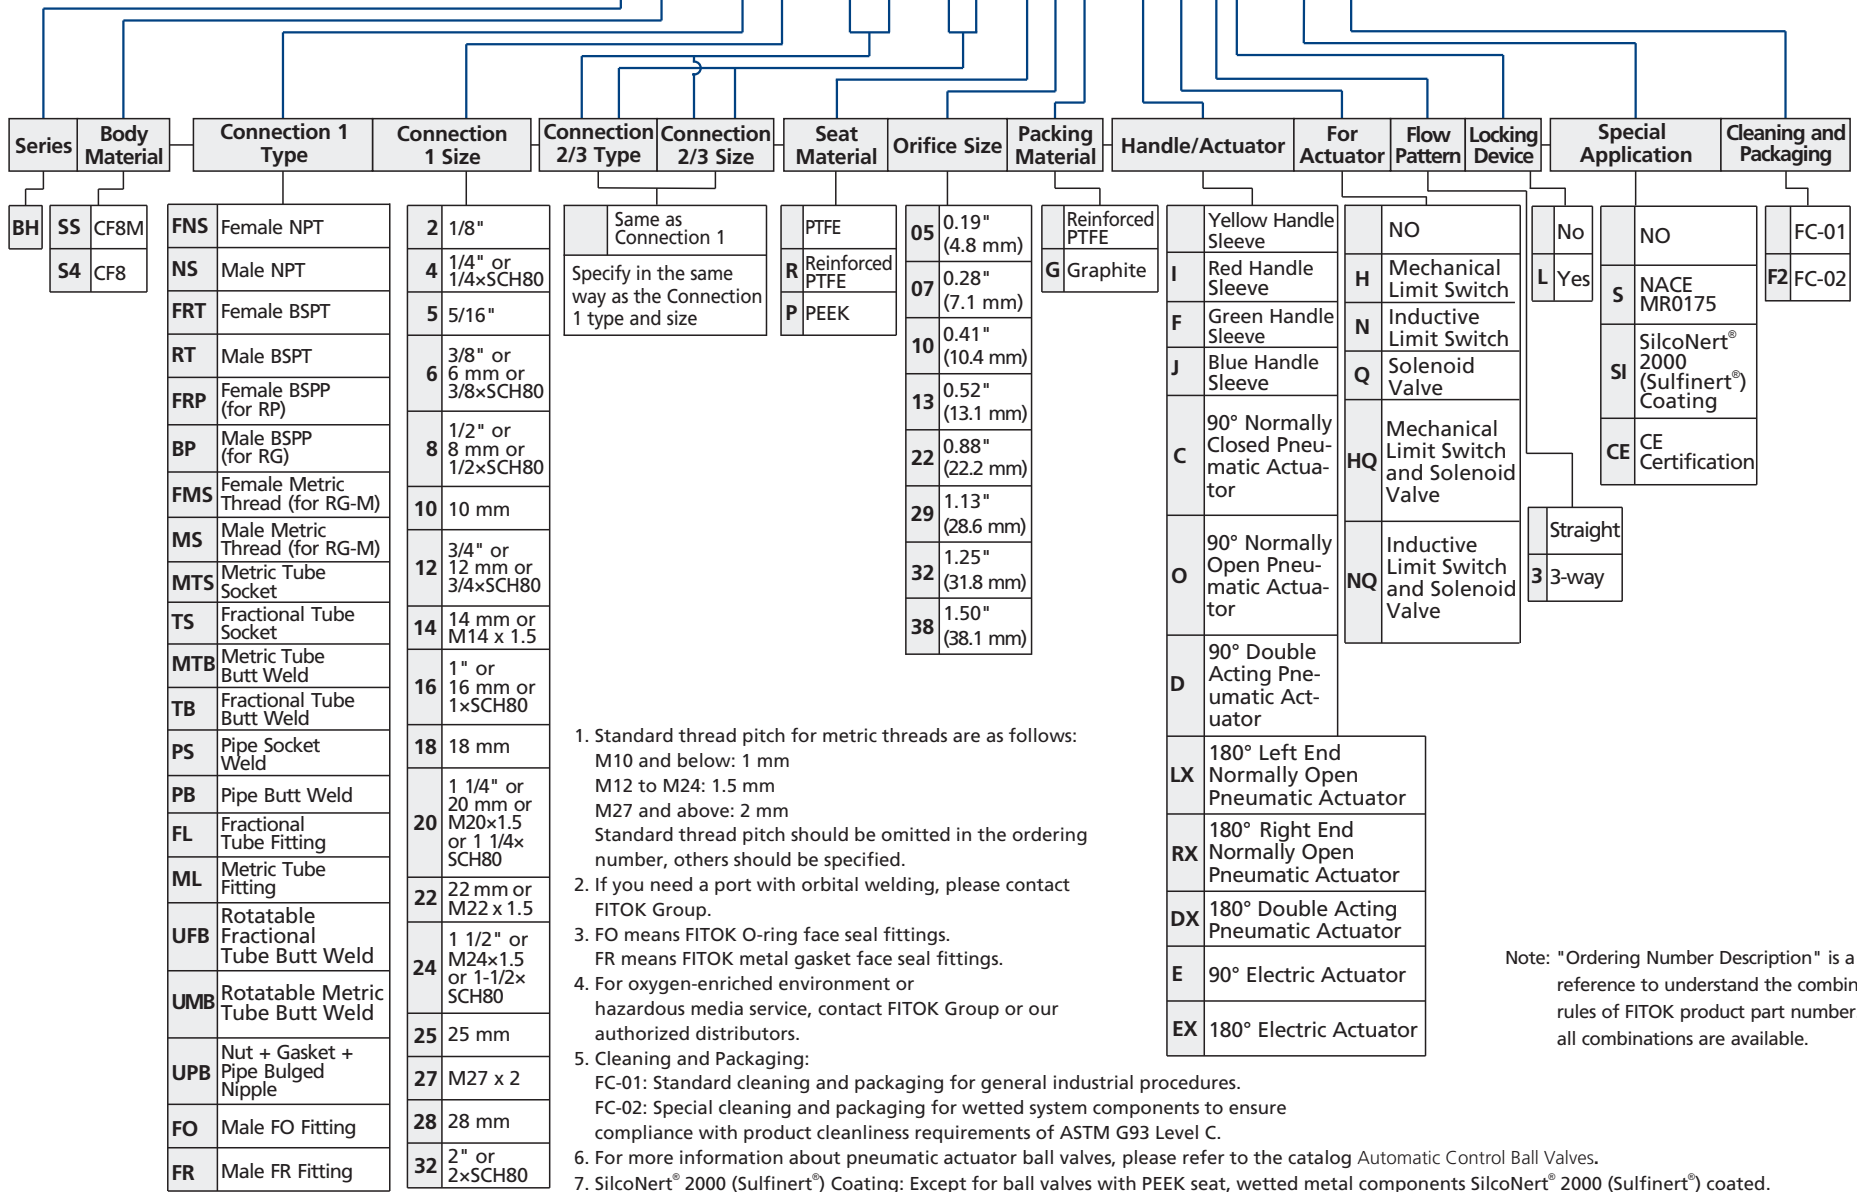 Series
Body
Material
Connection 1
Type
Connection
1 Size
Connection
2/3 Type
Connection
2/3 Size
Seat
Material
Orifice Size
Packing
Material
Handle/Actuator
For
Actuator
Flow
Pattern
Locking
Device
Special
Application
Cleaning and
Packaging
BH
SS CF8M
S4 CF8
FNS Female NPT
NS Male NPT
FRT Female BSPT
RT Male BSPT
FRP Female BSPP
(for RP)
BP Male BSPP
(for RG)
FMS Female Metric
Thread (for RG-M)
MS Male Metric
Thread (for RG-M)
MTS Metric Tube
Socket
TS Fractional Tube
Socket
MTB Metric Tube
Butt Weld
TB Fractional Tube
Butt Weld
PS Pipe Socket
Weld
PB Pipe Butt Weld
FL Fractional
Tube Fitting
ML Metric Tube
Fitting
UFB Rotatable
Fractional
Tube Butt Weld
UMB Rotatable Metric
Tube Butt Weld
UPB Nut + Gasket +
Pipe Bulged
Nipple
FO Male FO Fitting
FR Male FR Fitting
2 1/8"
4 1/4" or
1/4×SCH80
5 5/16"
6 3/8" or
6 mm or
3/8×SCH80
8 1/2" or
8 mm or
1/2×SCH80
10 10 mm
12 3/4" or
12 mm or
3/4×SCH80
14 14 mm or
M14 x 1.5
16 1" or
16 mm or
1×SCH80
18 18 mm
20 1 1/4" or
20 mm or
M20×1.5
or 1 1/4×
SCH80
22 22 mm or
M22 x 1.5
24 1 1/2" or
M24×1.5
or 1-1/2×
SCH80
25 25 mm
27 M27 x 2
28 28 mm
32 2" or
2×SCH80
Same as
Connection 1
Specify in the same
way as the Connection
1 type and size
PTFE
R Reinforced
PTFE
P PEEK
05 0.19"
(4.8 mm)
07 0.28"
(7.1 mm)
10 0.41"
(10.4 mm)
13 0.52"
(13.1 mm)
22 0.88"
(22.2 mm)
29 1.13"
(28.6 mm)
32 1.25"
(31.8 mm)
38 1.50"
(38.1 mm)
Reinforced
PTFE
G Graphite
Yellow Handle
Sleeve
I Red Handle
Sleeve
F Green Handle
Sleeve
J Blue Handle
Sleeve
C 90° Normally
Closed Pneu-
matic Actua-
tor
O 90° Normally
Open Pneu-
matic Actua-
tor
D 90° Double
Acting Pne-
umatic Act-
uator
LX 180° Left End
Normally Open
Pneumatic Actuator
RX 180° Right End
Normally Open
Pneumatic Actuator
DX 180° Double Acting
Pneumatic Actuator
E 90° Electric Actuator
EX 180° Electric Actuator
NO
H Mechanical
Limit Switch
N Inductive
Limit Switch
Q Solenoid
Valve
HQ Mechanical
Limit Switch
and Solenoid
Valve
NQ Inductive
Limit Switch
and Solenoid
Valve
Straight
3 3-way
No
L Yes
NO
S NACE
MR0175
SI SilcoNert®
2000
(Sulfinert®)
Coating
CE CE
Certification
FC-01
F2 FC-02
1. Standard thread pitch for metric threads are as follows:
M10 and below: 1 mm
M12 to M24: 1.5 mm
M27 and above: 2 mm
Standard thread pitch should be omitted in the ordering
number, others should be specified.
2. If you need a port with orbital welding, please contact
FITOK Group.
3. FO means FITOK O-ring face seal fittings.
FR means FITOK metal gasket face seal fittings.
4. For oxygen-enriched environment or
hazardous media service, contact FITOK Group or our
authorized distributors.
5. Cleaning and Packaging:
FC-01: Standard cleaning and packaging for general industrial procedures.
FC-02: Special cleaning and packaging for wetted system components to ensure
compliance with product cleanliness requirements of ASTM G93 Level C.
6. For more information about pneumatic actuator ball valves, please refer to the catalog Automatic Control Ball Valves.
7. SilcoNert® 2000 (Sulfinert®) Coating: Except for ball valves with PEEK seat, wetted metal components SilcoNert® 2000 (Sulfinert®) coated.
Note: "Ordering Number Description" is a
reference to understand the combin
rules of FITOK product part number
all combinations are available.